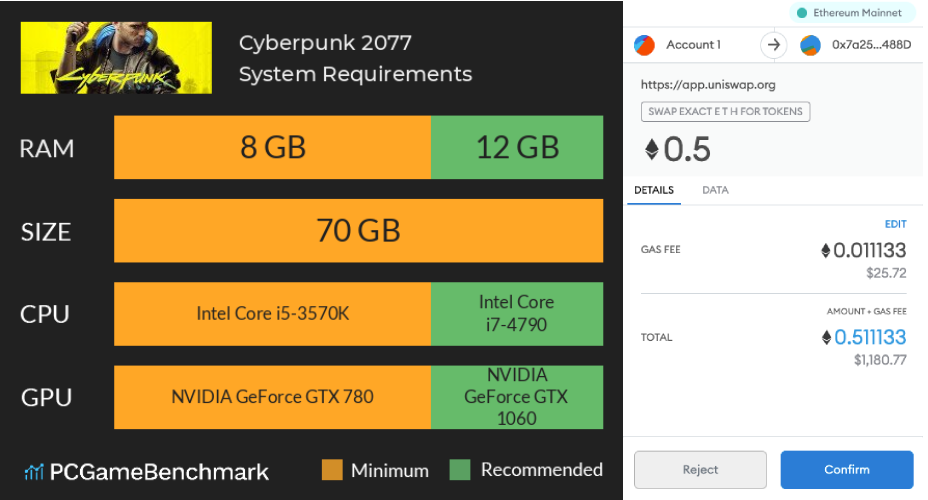 CYBERPUNK
Cyberpunk 2077
System Requirements
RAM
8 GB
12 GB
SIZE
70 GB
CPU
Intel Core i5-3570K
Intel Core
i7-4790
GPU
NVIDIA GeForce GTX 780
NVIDIA
GeForce GTX
1060
PCGameBenchmark
Minimum
Recommended
Ethereum Mainnet
Account 1
0x7a25...488D
https://app.uniswap.org
SWAP EXACT E T H FOR TOKENS
0.5
DETAILS
DATA
EDIT
GAS FEE
0.011133
$25.72
AMOUNT + GAS FEE
TOTAL
0.511133
$1,180.77
Reject
Confirm